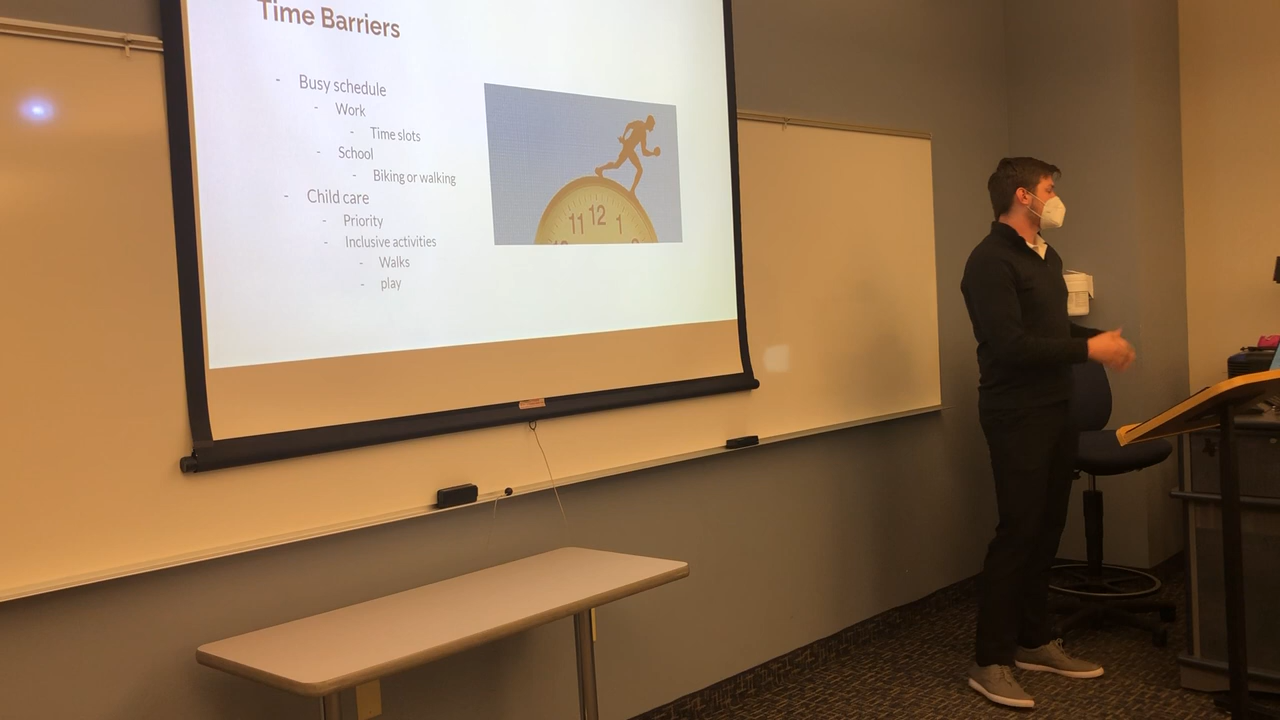 Time Barriers
- Busy schedule
- Work
- Time slots
- School
- Biking or walking
- Child care
- Priority
- Inclusive activities
- Walks
- play
11 12 1